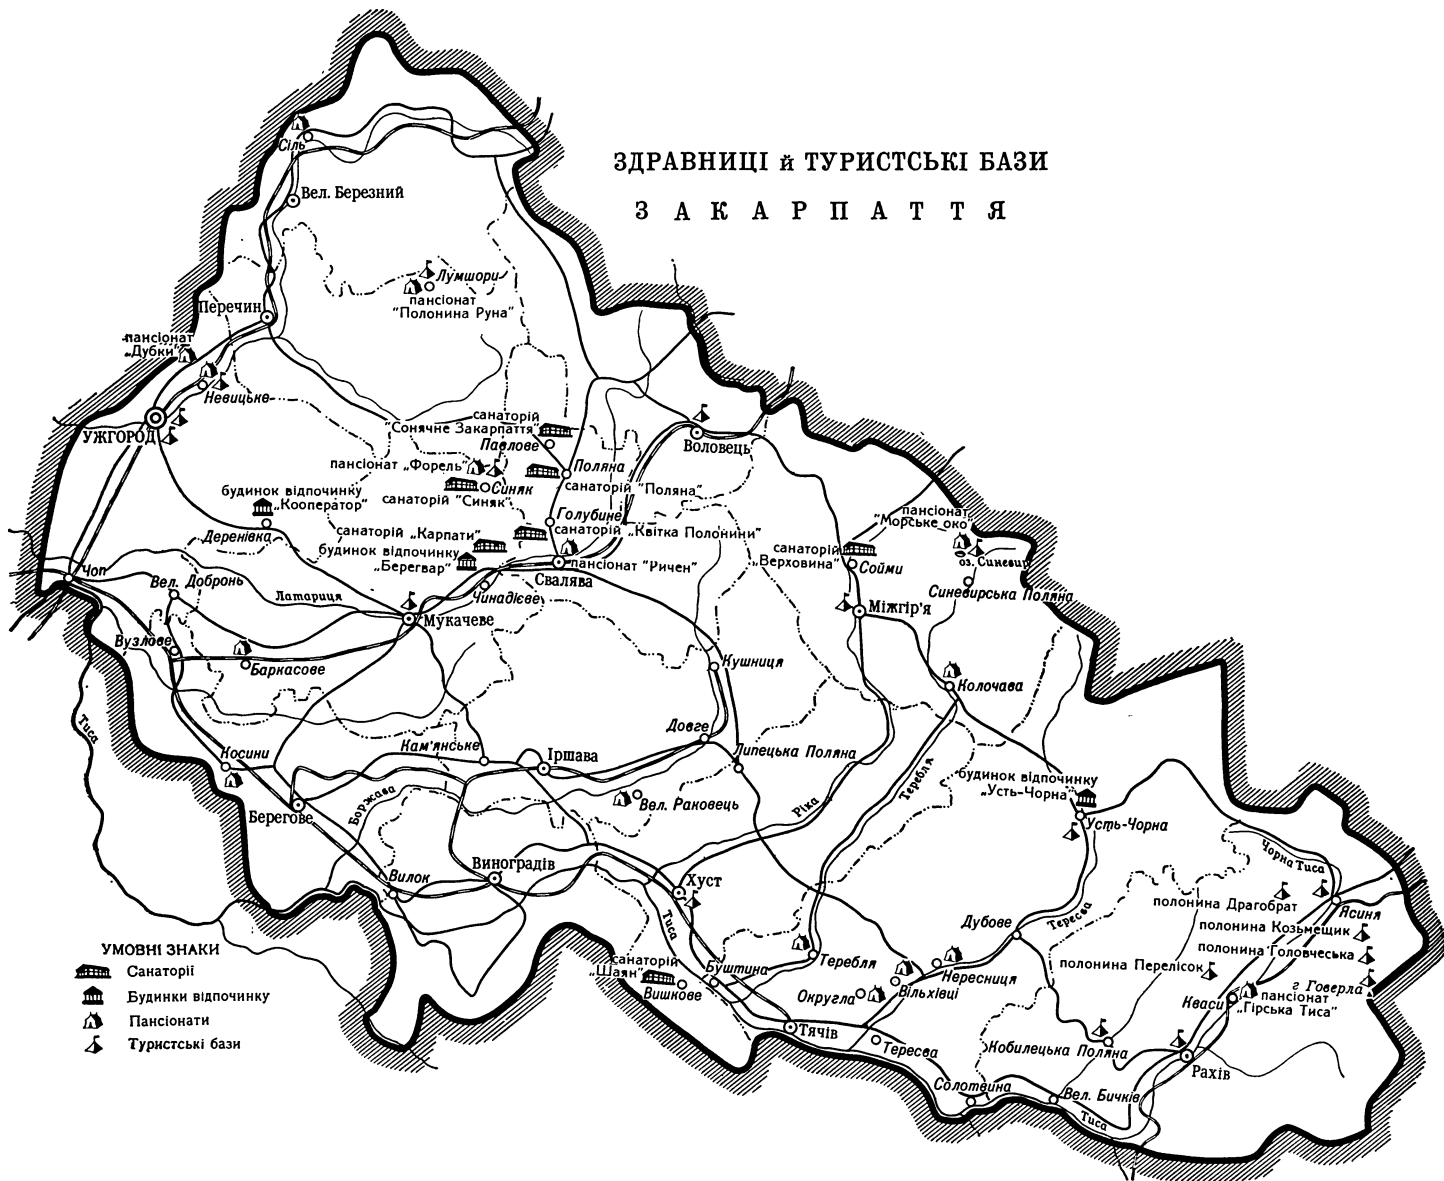 ЗДРАВНИЦІ й ТУРИСТСЬКІ БАЗИ
ЗАКАРПАТТЯ
Сіль
Вел. Березний
Лумшори
пансіонат
"Полонина Руна"
Перечин
пансіонат
„Дубки"
Невицьке
УЖГОРОД
санаторій
"Сонячне Закарпаття"
Павлове
Воловець
пансіонат „Форель"
Поляна
санаторій "Поляна"
Синяк
санаторій "Синяк"
будинок відпочинку
„Кооператор"
Деренівка
Голубине
санаторій „Квітка Полонини"
санаторій „Карпати"
будинок відпочинку
„Берегвар"
пансіонат "Ричен"
Свалява
пансіонат
"Морське око"
оз. Синевир
санаторій
„Верховина"
Сойми
Синевирська Поляна
Чоп
Вел. Добронь
Латариця
Чинадієве
Мукачеве
Міжгір'я
Вузлове
Баркасове
Кушниця
Колочава
Тиса
Косини
Кам'янське
Довге
Іршава
Липецька Поляна
Теребля
будинок відпочинку
„Усть-Чорна"
Боржава
Берегове
Вел. Раковець
Ріка
Усть-Чорна
Чорна Тиса
Вилок
Виноградів
Хуст
Тиса
полонина Драгобрат
Ясиня
Дубове
Тересва
полонина Козьмещик
полонина Головчеська
полонина Перелісок
г Говерла
санаторій
„Шаян"
Вишкове
Буштина
Теребля
Нересниця
Округла
Вільхівці
Кваси
пансіонат
„Гірська Тиса"
Тячів
Тересва
Кобилецька Поляна
Рахів
Солотвина
Вел. Бичків
Тиса
УМОВНІ ЗНАКИ
Санаторії
Будинки відпочинку
Пансіонати
Туристські бази